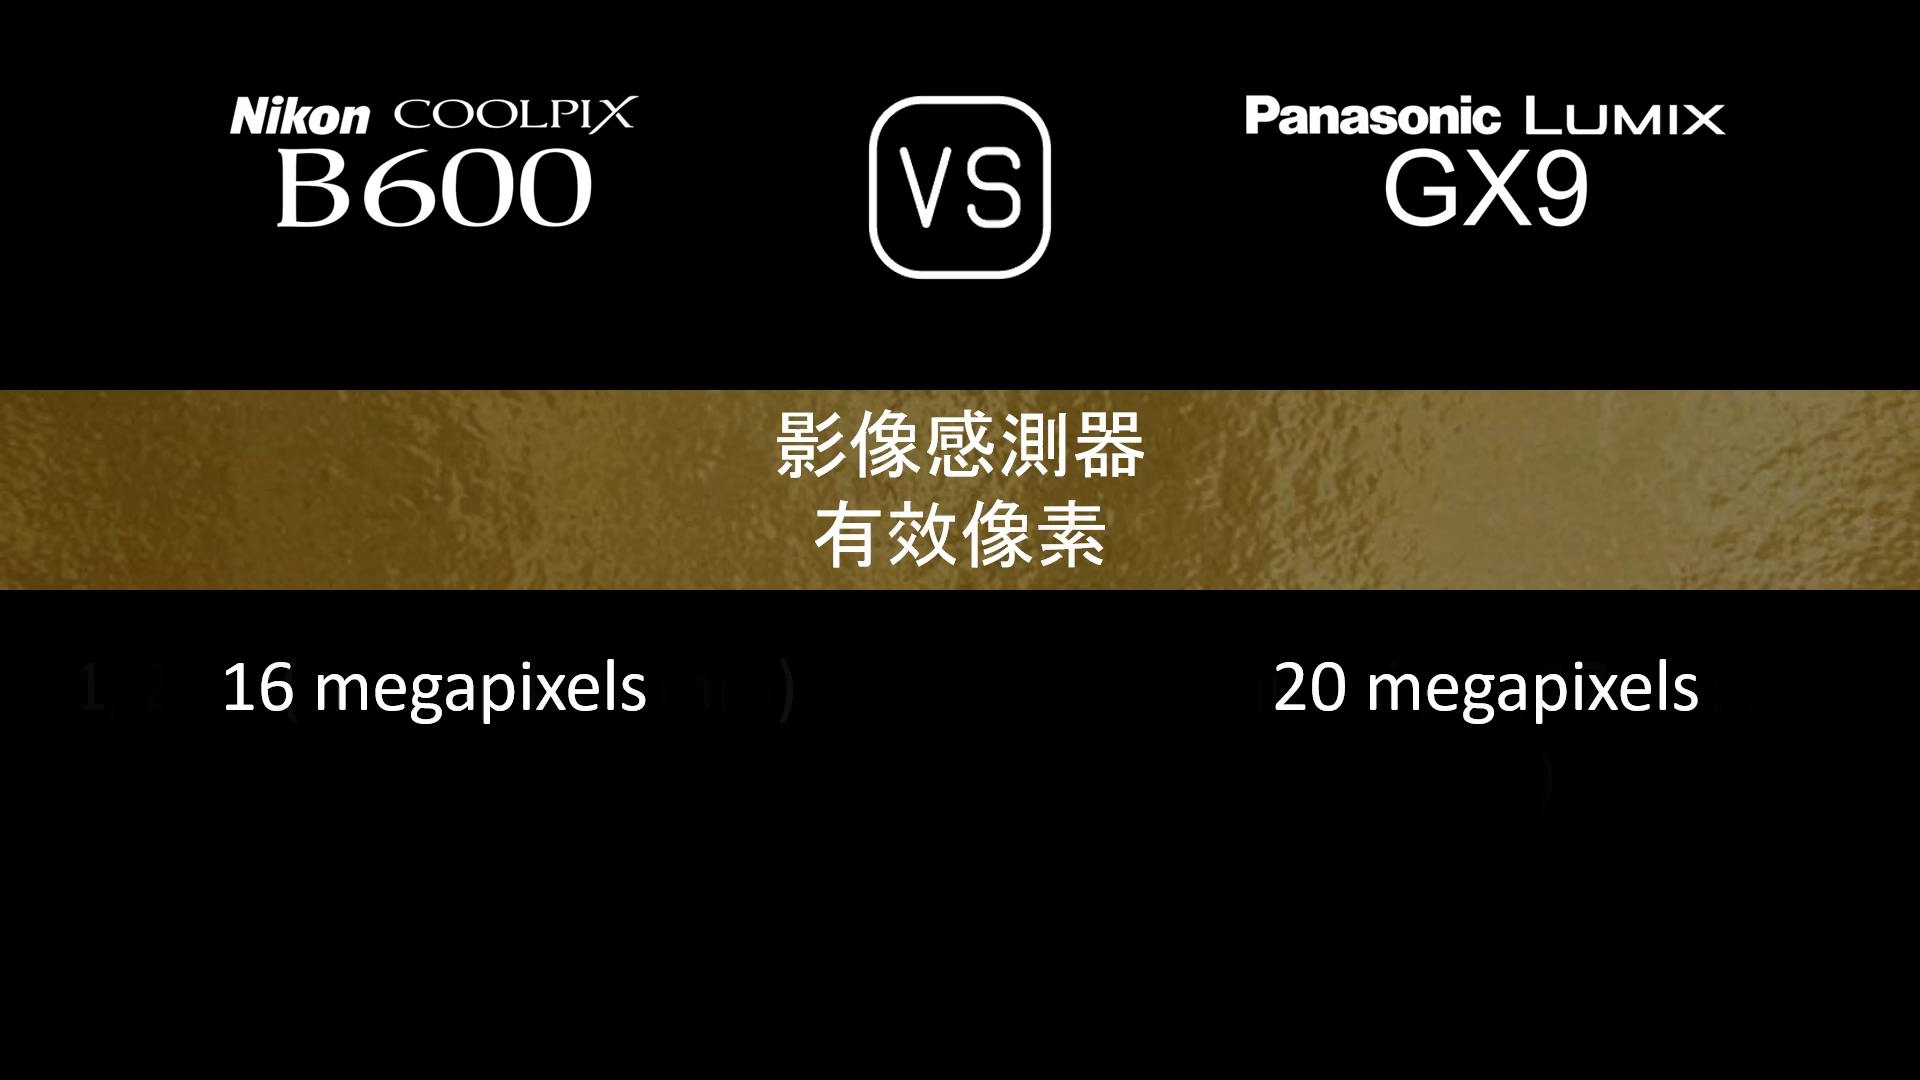 Nikon COOLPIX
B600
VS
Panasonic LUMIX
GX9
影像感測器
有效像素
16 megapixels
20 megapixels